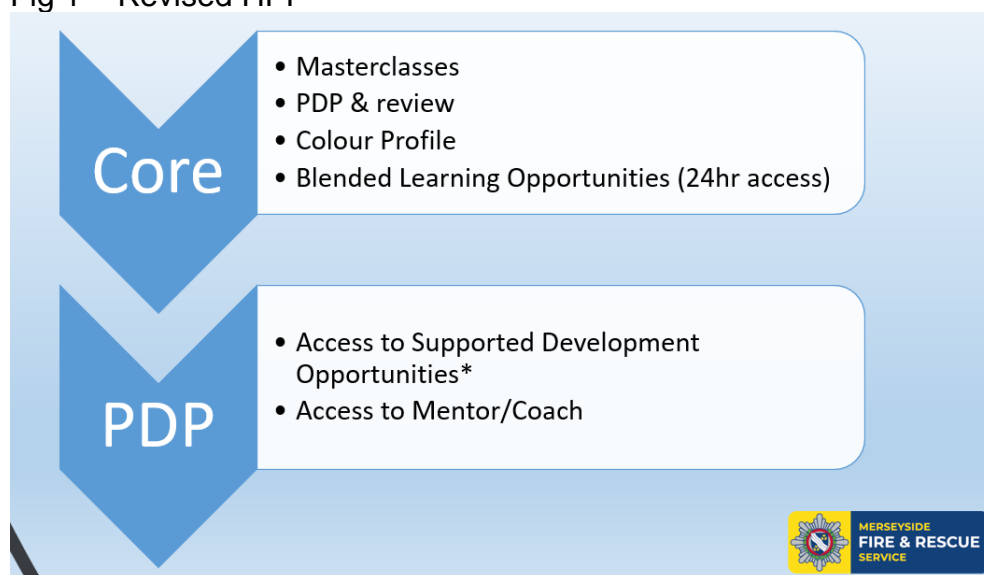 Core
• Masterclasses
• PDP & review
• Colour Profile
• Blended Learning Opportunities (24hr access)
PDP
• Access to Supported Development
Opportunities*
• Access to Mentor/Coach
MERSEYSIDE
FIRE & RESCUE
SERVICE